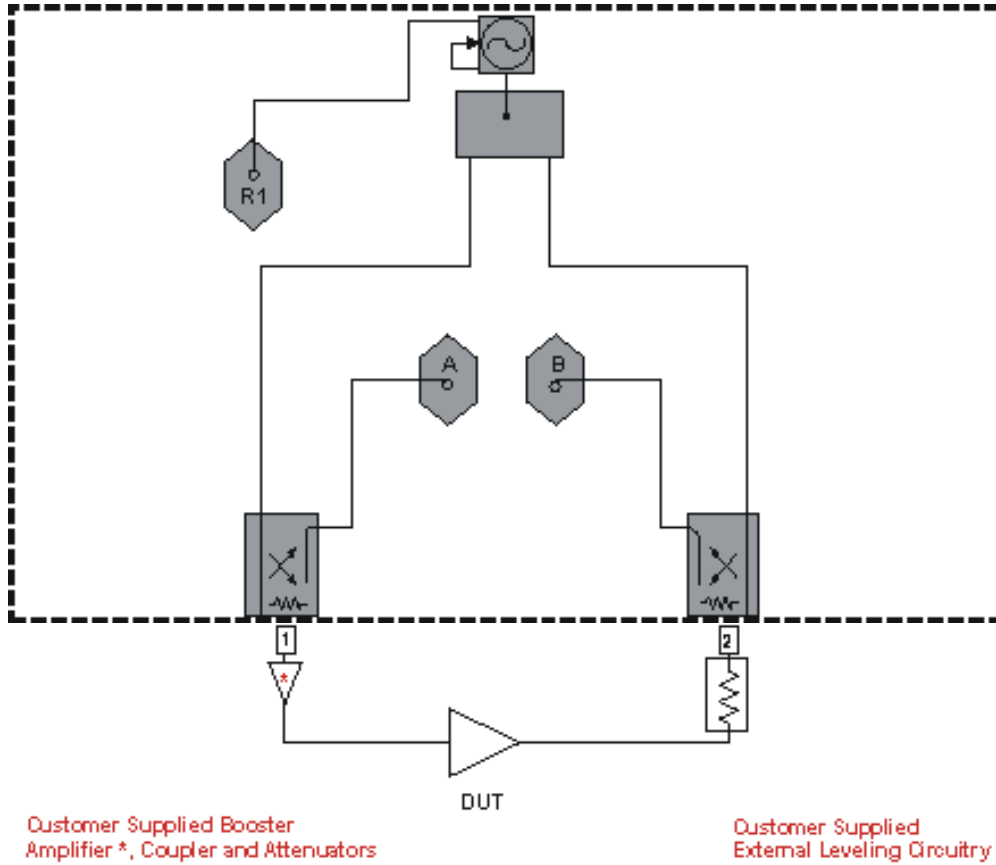 R1
A
B
1
2
*
DUT
Customer Supplied Booster
Amplifier *, Coupler and Attenuators
Customer Supplied
External Leveling Circuitry